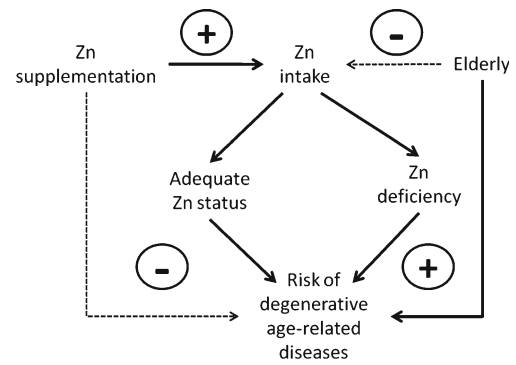 +
-
Zn
supplementation
Zn
intake
Elderly
Adequate
Zn status
Zn
deficiency
-
+
Risk of
degenerative
age-related
diseases